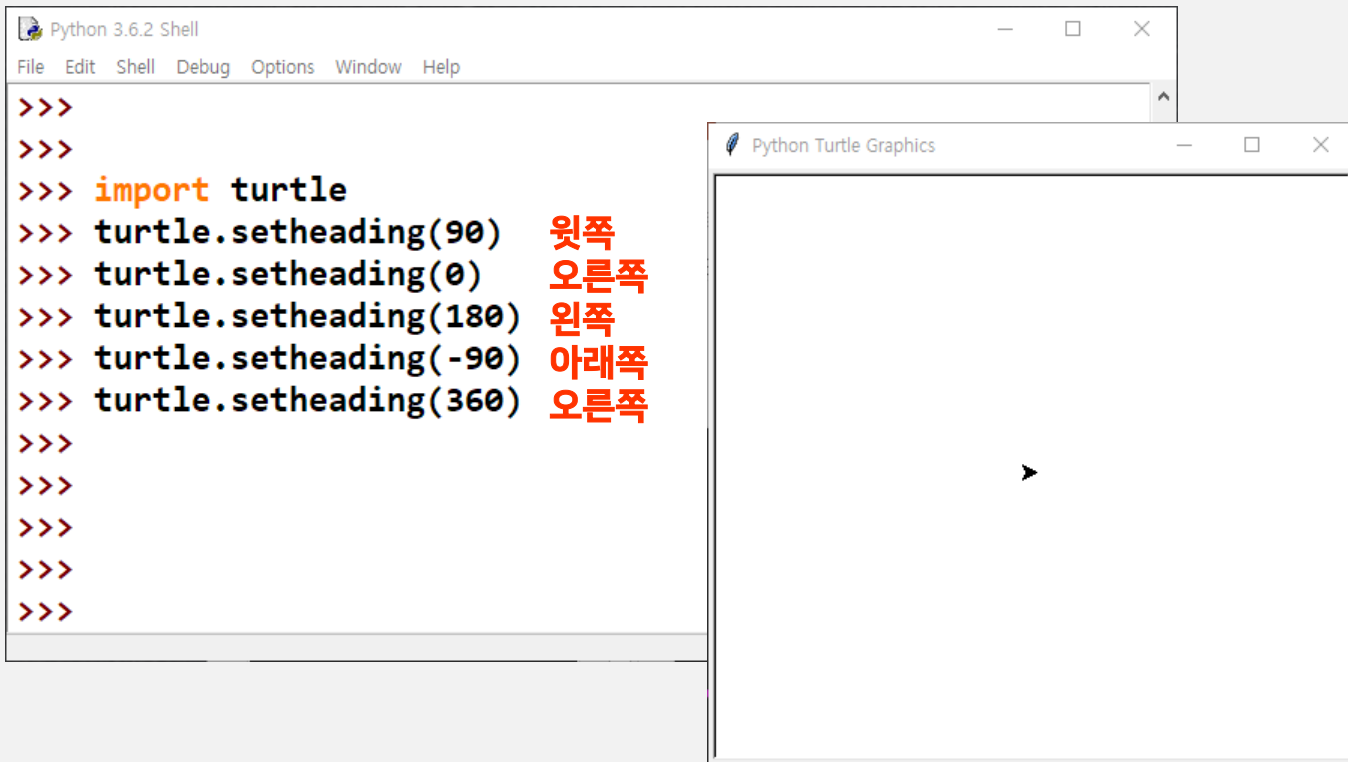 Python 3.6.2 Shell
File Edit Shell Debug Options Window Help
>>>
>>>
>>> import turtle
>>> turtle.setheading(90) 윗쪽
>>> turtle.setheading(0) 오른쪽
>>> turtle.setheading(180) 왼쪽
>>> turtle.setheading(-90) 아래쪽
>>> turtle.setheading(360) 오른쪽
>>>
>>>
>>>
>>>
>>>
Python Turtle Graphics